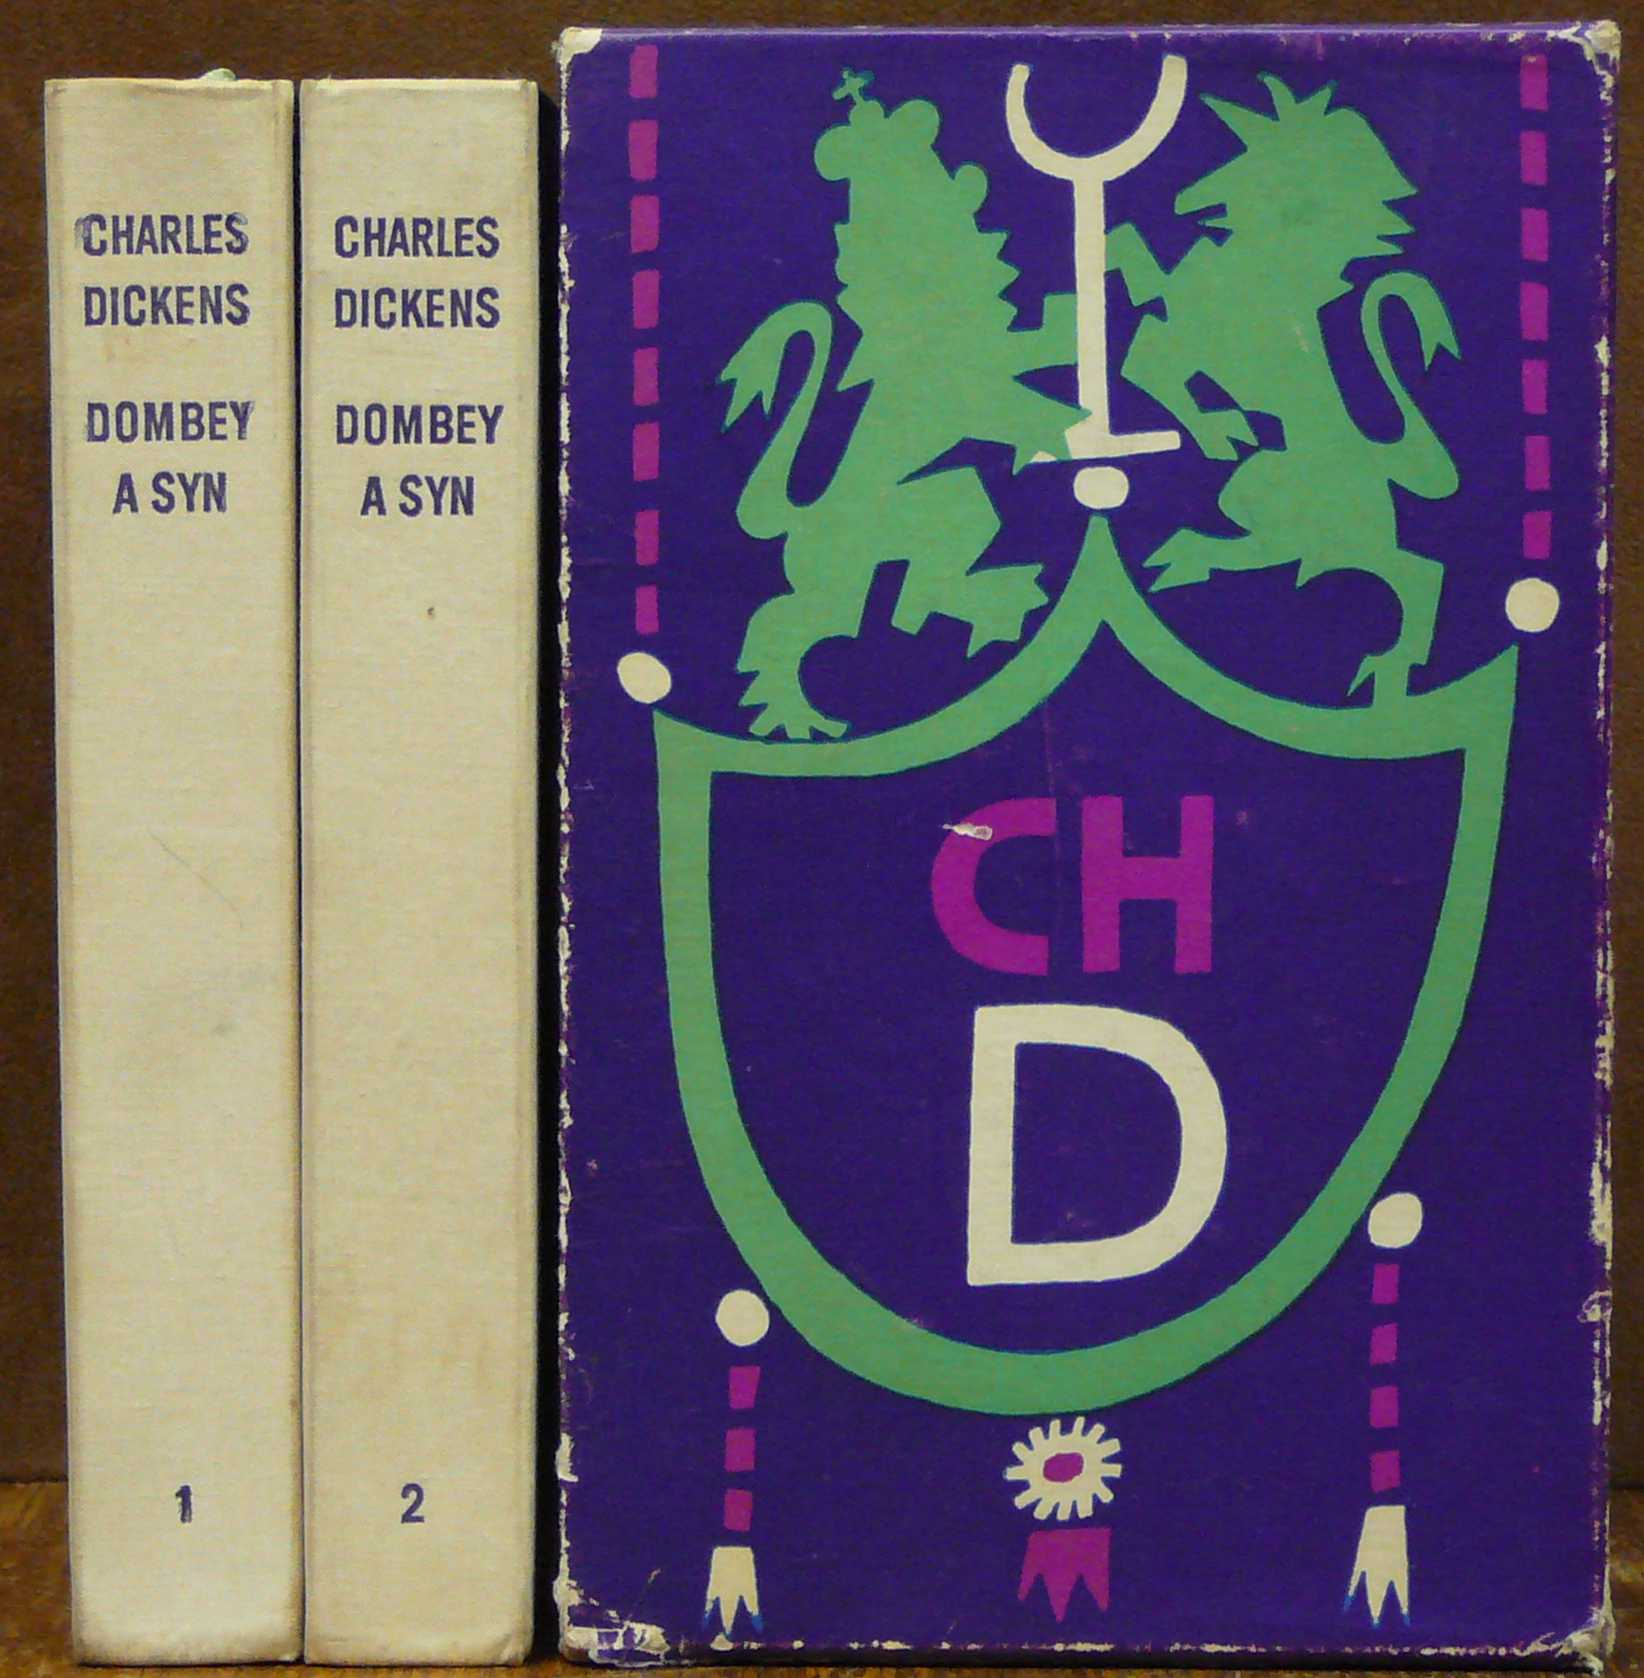 CHARLES
DICKENS
DOMBEY
A SYN
1
CHARLES
DICKENS
DOMBEY
A SYN
2
CH
D